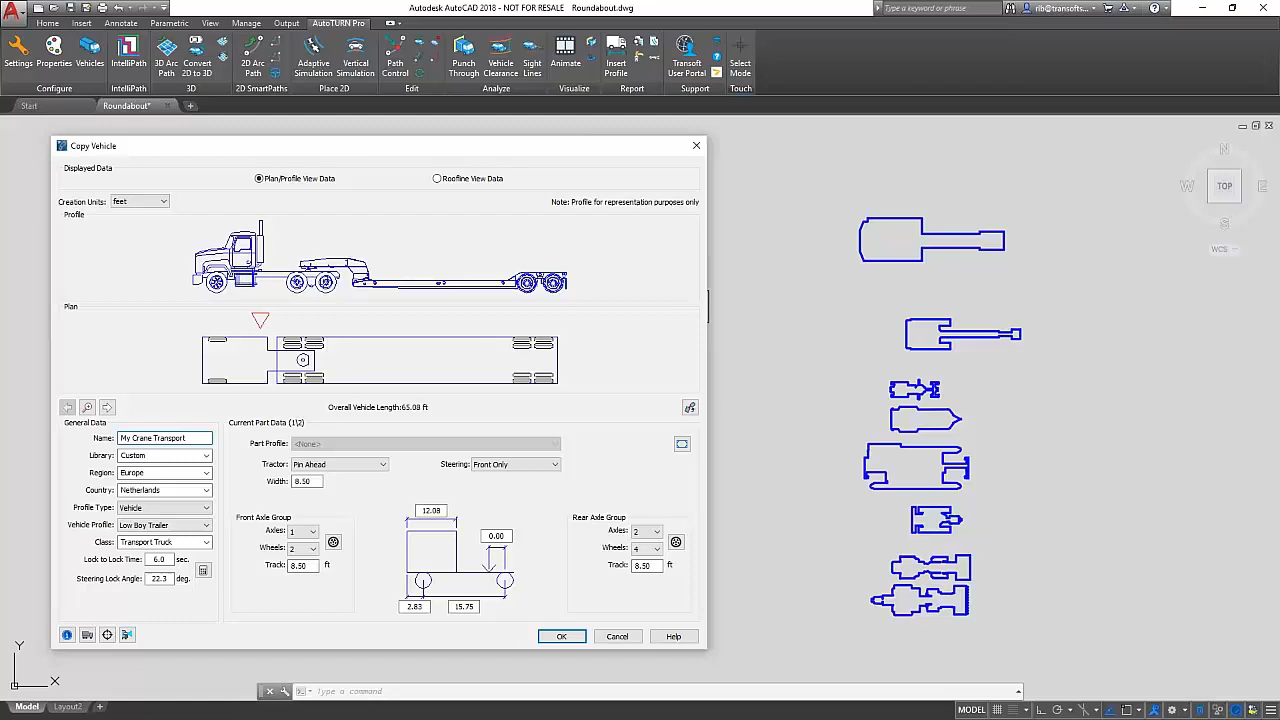 Autodesk AutoCAD 2018 - NOT FOR RESALE Roundabout.dwg
Type a keyword or phrase
rlb@transofts...
Home Insert Annotate Parametric View Manage Output AutoTURN Pro
Settings Properties Vehicles IntelliPath 3D Arc Path Convert 2D to 3D 2D Arc Path Adaptive Simulation Vertical Simulation Path Control Punch Through Vehicle Clearance Sight Lines Animate Insert Profile Transoft User Portal Select Mode
Configure IntelliPath 3D 2D SmartPaths Place 2D Edit Analyze Visualize Report Support Touch
Start Roundabout*
Copy Vehicle
Displayed Data
Plan/Profile View Data Roofline View Data
Creation Units: feet Note: Profile for representation purposes only
Profile
Plan
Overall Vehicle Length:65.08 ft
General Data
Name: My Crane Transport
Library: Custom
Region: Europe
Country: Netherlands
Profile Type: Vehicle
Vehicle Profile: Low Boy Trailer
Class: Transport Truck
Lock to Lock Time: 6.0 sec.
Steering Lock Angle: 22.3 deg.
Current Part Data (1\2)
Part Profile: <None>
Tractor: Pin Ahead Steering: Front Only
Width: 8.50
Front Axle Group
Axles: 1
Wheels: 2
Track: 8.50 ft
12.08
0.00
2.83 15.75
Rear Axle Group
Axles: 2
Wheels: 4
Track: 8.50 ft
OK Cancel Help
N
W TOP E
S
WCS
Y
X
Type a command
Model Layout2
MODEL